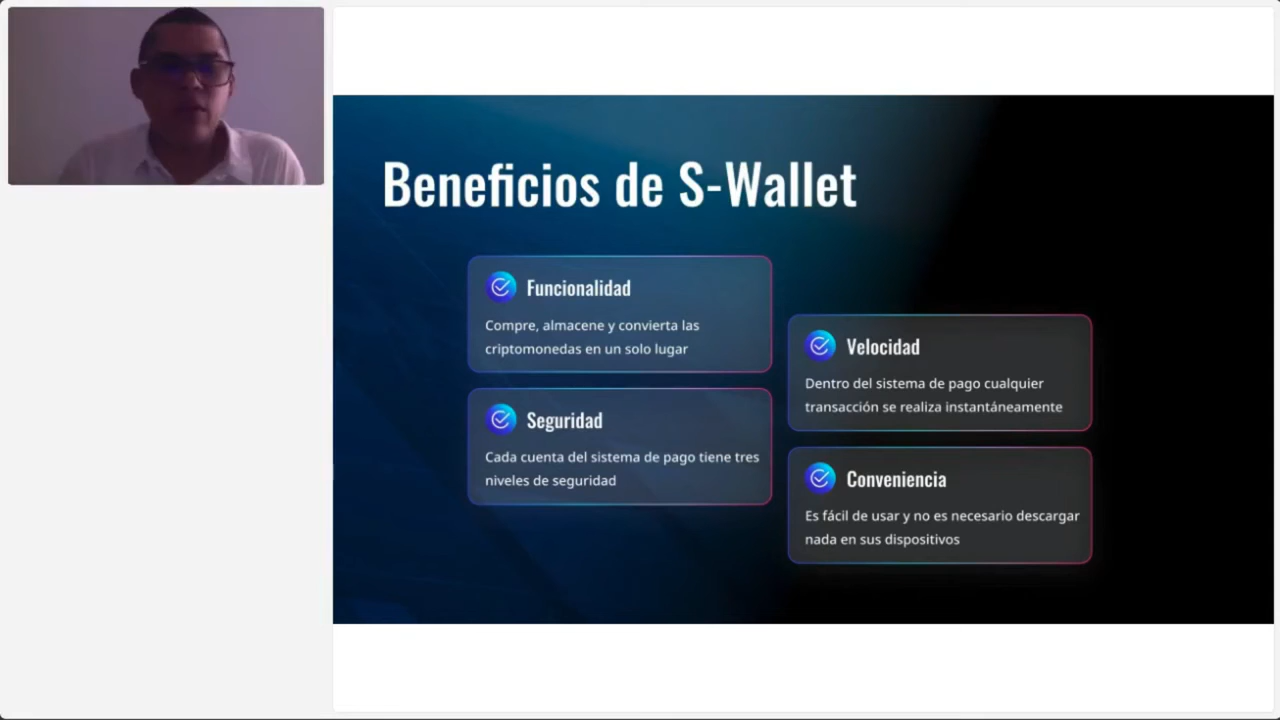 Beneficios de S-Wallet
Funcionalidad
Compre, almacene y convierta las
criptomonedas en un solo lugar
Seguridad
Cada cuenta del sistema de pago tiene tres
niveles de seguridad
Velocidad
Dentro del sistema de pago cualquier
transacción se realiza instantáneamente
Conveniencia
Es fácil de usar y no es necesario descargar
nada en sus dispositivos